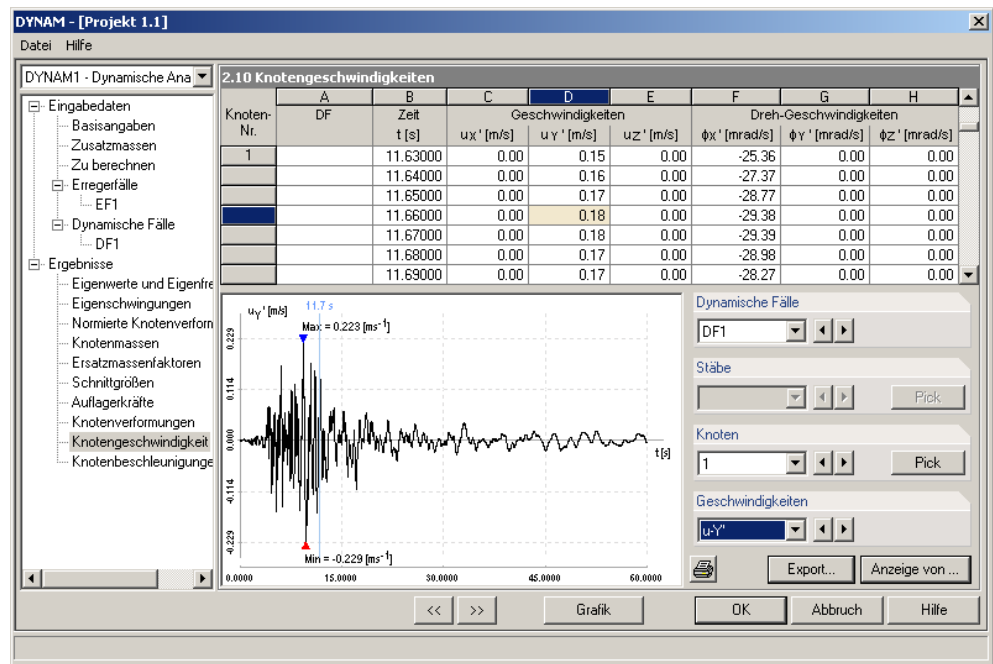 DYNAM - [Projekt 1.1]
Datei Hilfe
DYNAM1 - Dynamische Ana
Eingabedaten
Basisangaben
Zusatzmassen
Zu berechnen
Erregerfälle
EF1
Dynamische Fälle
DF1
Ergebnisse
Eigenwerte und Eigenfre
Eigenschwingungen
Normierte Knotenverform
Knotenmassen
Ersatzmassenfaktoren
Schnittgrößen
Auflagerkräfte
Knotenverformungen
Knotengeschwindigkeit
Knotenbeschleunigunge
2.10 Knotengeschwindigkeiten
A B C D E F G H
Knoten- DF Zeit Geschwindigkeiten Dreh-Geschwindigkeiten
Nr. t [s] uX' [m/s] uY' [m/s] uZ' [m/s] ϕX' [mrad/s] ϕY' [mrad/s] ϕZ' [mrad/s]
1 11.63000 0.00 0.15 0.00 -25.36 0.00 0.00
11.64000 0.00 0.16 0.00 -27.37 0.00 0.00
11.65000 0.00 0.17 0.00 -28.77 0.00 0.00
11.66000 0.00 0.18 0.00 -29.38 0.00 0.00
11.67000 0.00 0.18 0.00 -29.39 0.00 0.00
11.68000 0.00 0.17 0.00 -28.98 0.00 0.00
11.69000 0.00 0.17 0.00 -28.27 0.00 0.00
uY' [m/s] 11.7 s
Max = 0.223 [ms-1]
0.229
0.114
0.000
t [s]
-0.114
-0.229
Min = -0.229 [ms-1]
0.0000 15.0000 30.0000 45.0000 60.0000
Dynamische Fälle
DF1
Stäbe
Pick
Knoten
1 Pick
Geschwindigkeiten
u-Y'
Export... Anzeige von ...
<< >> Grafik OK Abbruch Hilfe